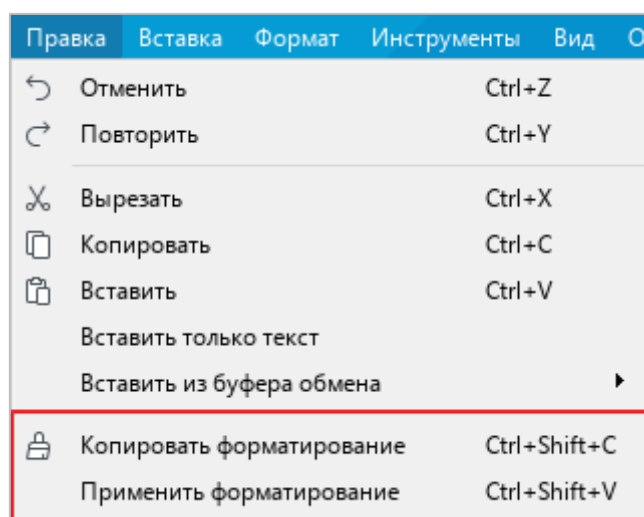 Правка Вставка Формат Инструменты Вид
Отменить Ctrl+Z
Повторить Ctrl+Y
Вырезать Ctrl+X
Копировать Ctrl+C
Вставить Ctrl+V
Вставить только текст
Вставить из буфера обмена
Копировать форматирование Ctrl+Shift+C
Применить форматирование Ctrl+Shift+V